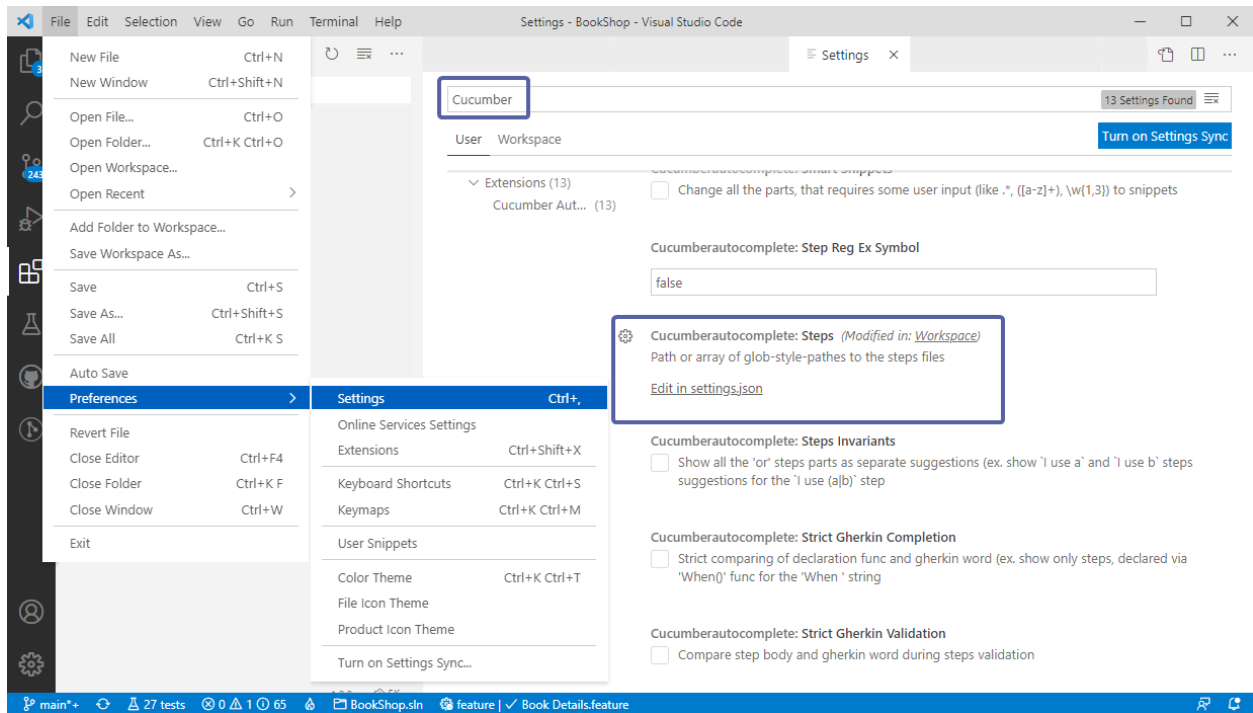 File Edit Selection View Go Run Terminal Help
Settings - BookShop - Visual Studio Code
3
243
New File Ctrl+N
New Window Ctrl+Shift+N
Open File... Ctrl+O
Open Folder... Ctrl+K Ctrl+O
Open Workspace...
Open Recent
Add Folder to Workspace...
Save Workspace As...
Save Ctrl+S
Save As... Ctrl+Shift+S
Save All Ctrl+K S
Auto Save
Preferences
Revert File
Close Editor Ctrl+F4
Close Folder Ctrl+K F
Close Window Ctrl+W
Exit
Settings Ctrl+,
Online Services Settings
Extensions Ctrl+Shift+X
Keyboard Shortcuts Ctrl+K Ctrl+S
Keymaps Ctrl+K Ctrl+M
User Snippets
Color Theme Ctrl+K Ctrl+T
File Icon Theme
Product Icon Theme
Turn on Settings Sync...
Settings
Cucumber
13 Settings Found
User Workspace
Turn on Settings Sync
Extensions (13)
Cucumber Aut... (13)
Cucumberautocomplete: Smart Snippets
Change all the parts, that requires some user input (like .*, ([a-z]+), \w{1,3}) to snippets
Cucumberautocomplete: Step Reg Ex Symbol
false
Cucumberautocomplete: Steps (Modified in: Workspace)
Path or array of glob-style-pathes to the steps files
Edit in settings.json
Cucumberautocomplete: Steps Invariants
Show all the 'or' steps parts as separate suggestions (ex. show `I use a` and `I use b` steps
suggestions for the `I use (a|b)` step
Cucumberautocomplete: Strict Gherkin Completion
Strict comparing of declaration func and gherkin word (ex. show only steps, declared via
'When()' func for the 'When ' string
Cucumberautocomplete: Strict Gherkin Validation
Compare step body and gherkin word during steps validation
main*+ 27 tests 0 1 65 BookShop.sln feature | ✓ Book Details.feature